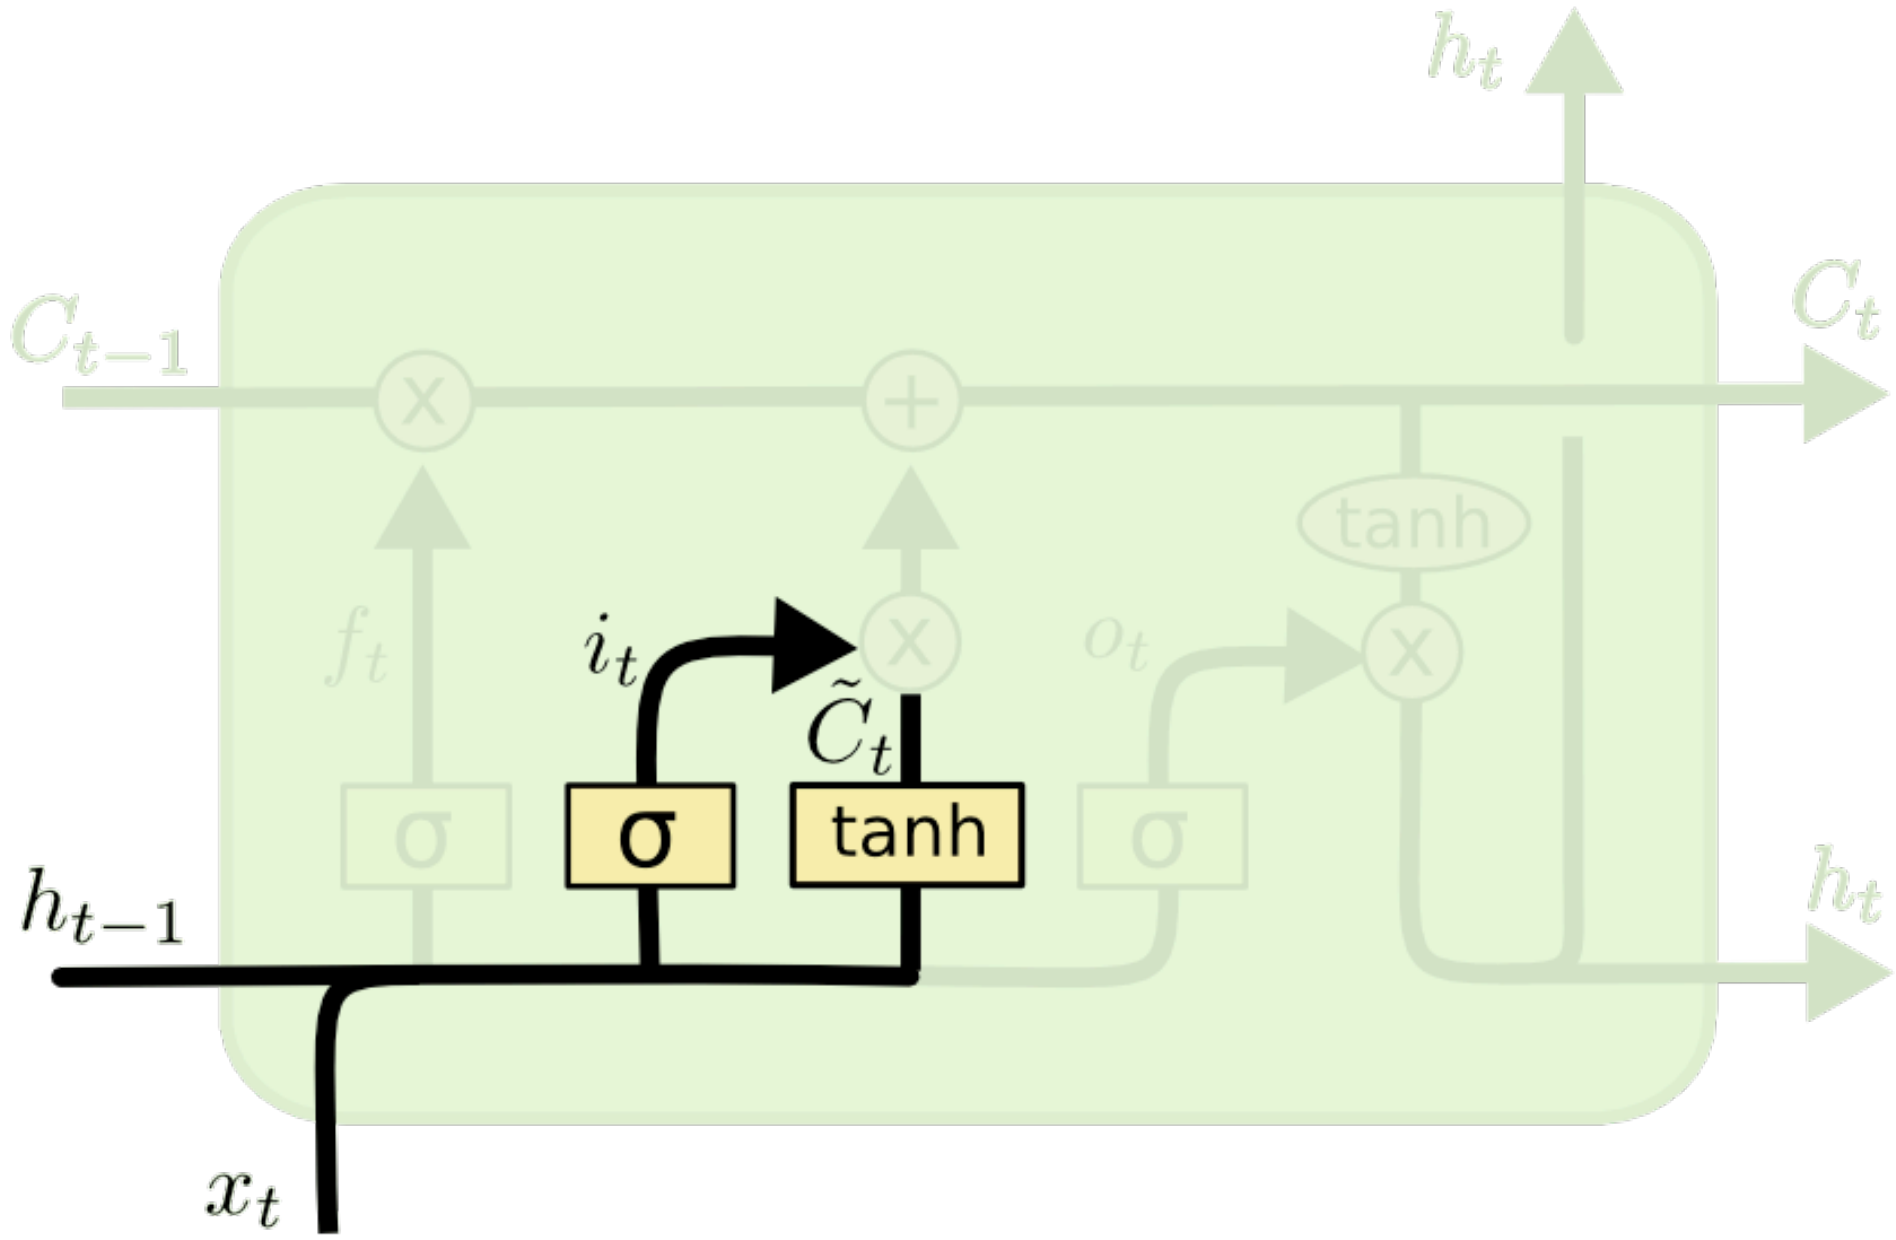 h_t
C_{t-1}
C_t
x
+
tanh
f_t
i_t
x
o_t
x
C̃_t
σ
σ
tanh
σ
h_{t-1}
h_t
x_t